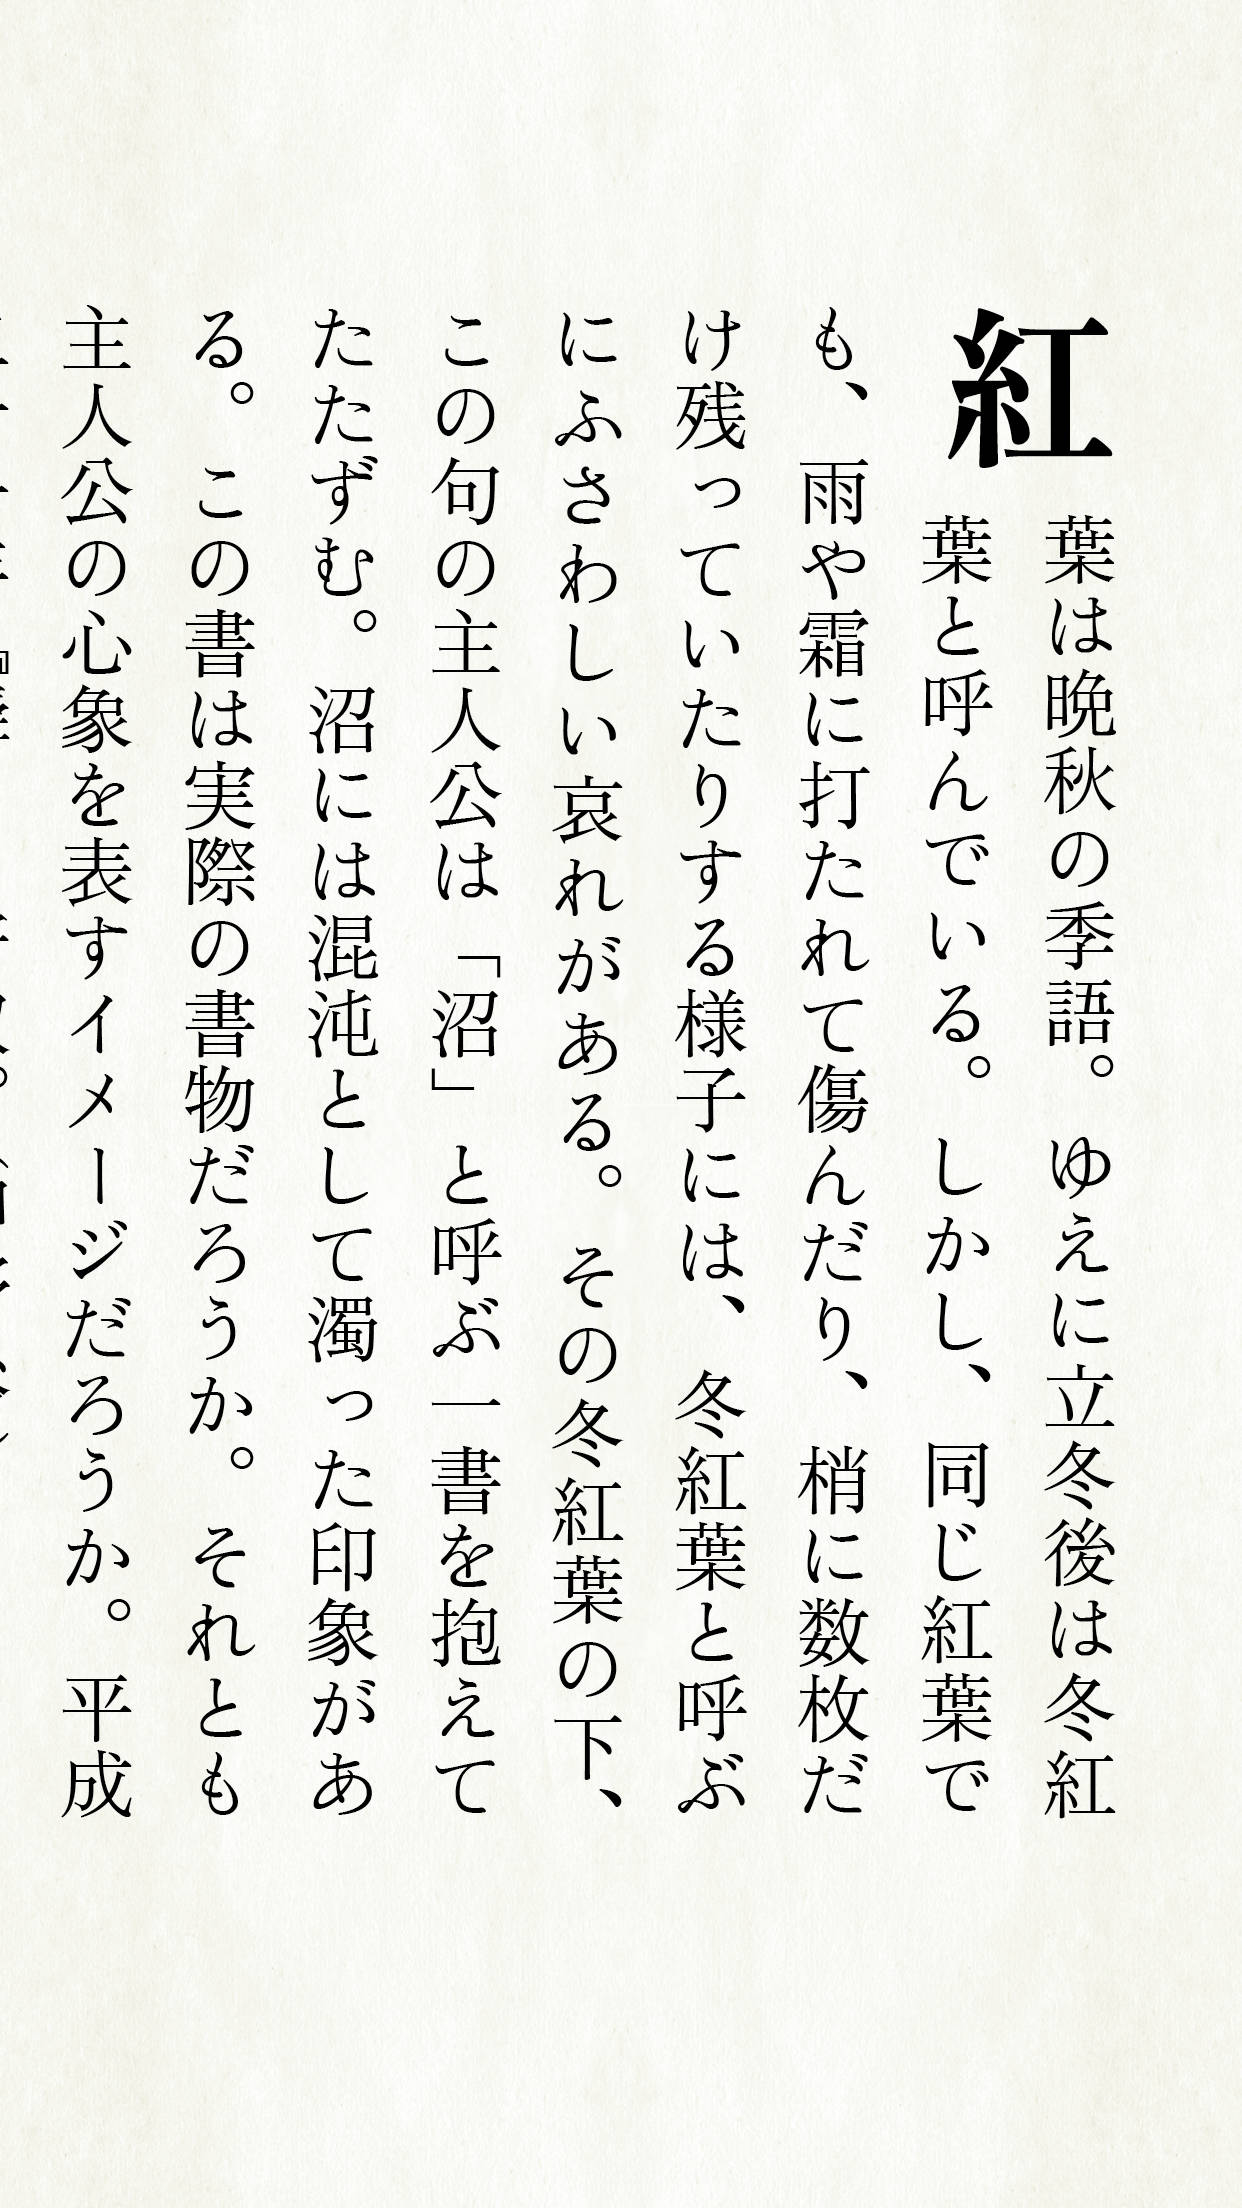 紅葉は晩秋の季語。ゆえに立冬後は冬紅
葉と呼んでいる。しかし、同じ紅葉で
も、雨や霜に打たれて傷んだり、梢に数枚だ
け残っていたりする様子には、冬紅葉と呼ぶ
にふさわしい哀れがある。その冬紅葉の下、
この句の主人公は「沼」と呼ぶ一書を抱えて
たたずむ。沼には混沌として濁った印象があ
る。この書は実際の書物だろうか。それとも
主人公の心象を表すイメージだろうか。平成